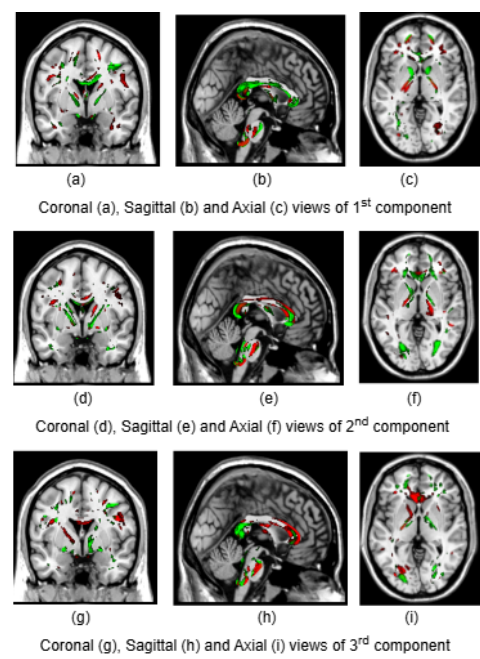 (a) (b) (c)
Coronal (a), Sagittal (b) and Axial (c) views of 1st component
(d) (e) (f)
Coronal (d), Sagittal (e) and Axial (f) views of 2nd component
(g) (h) (i)
Coronal (g), Sagittal (h) and Axial (i) views of 3rd component